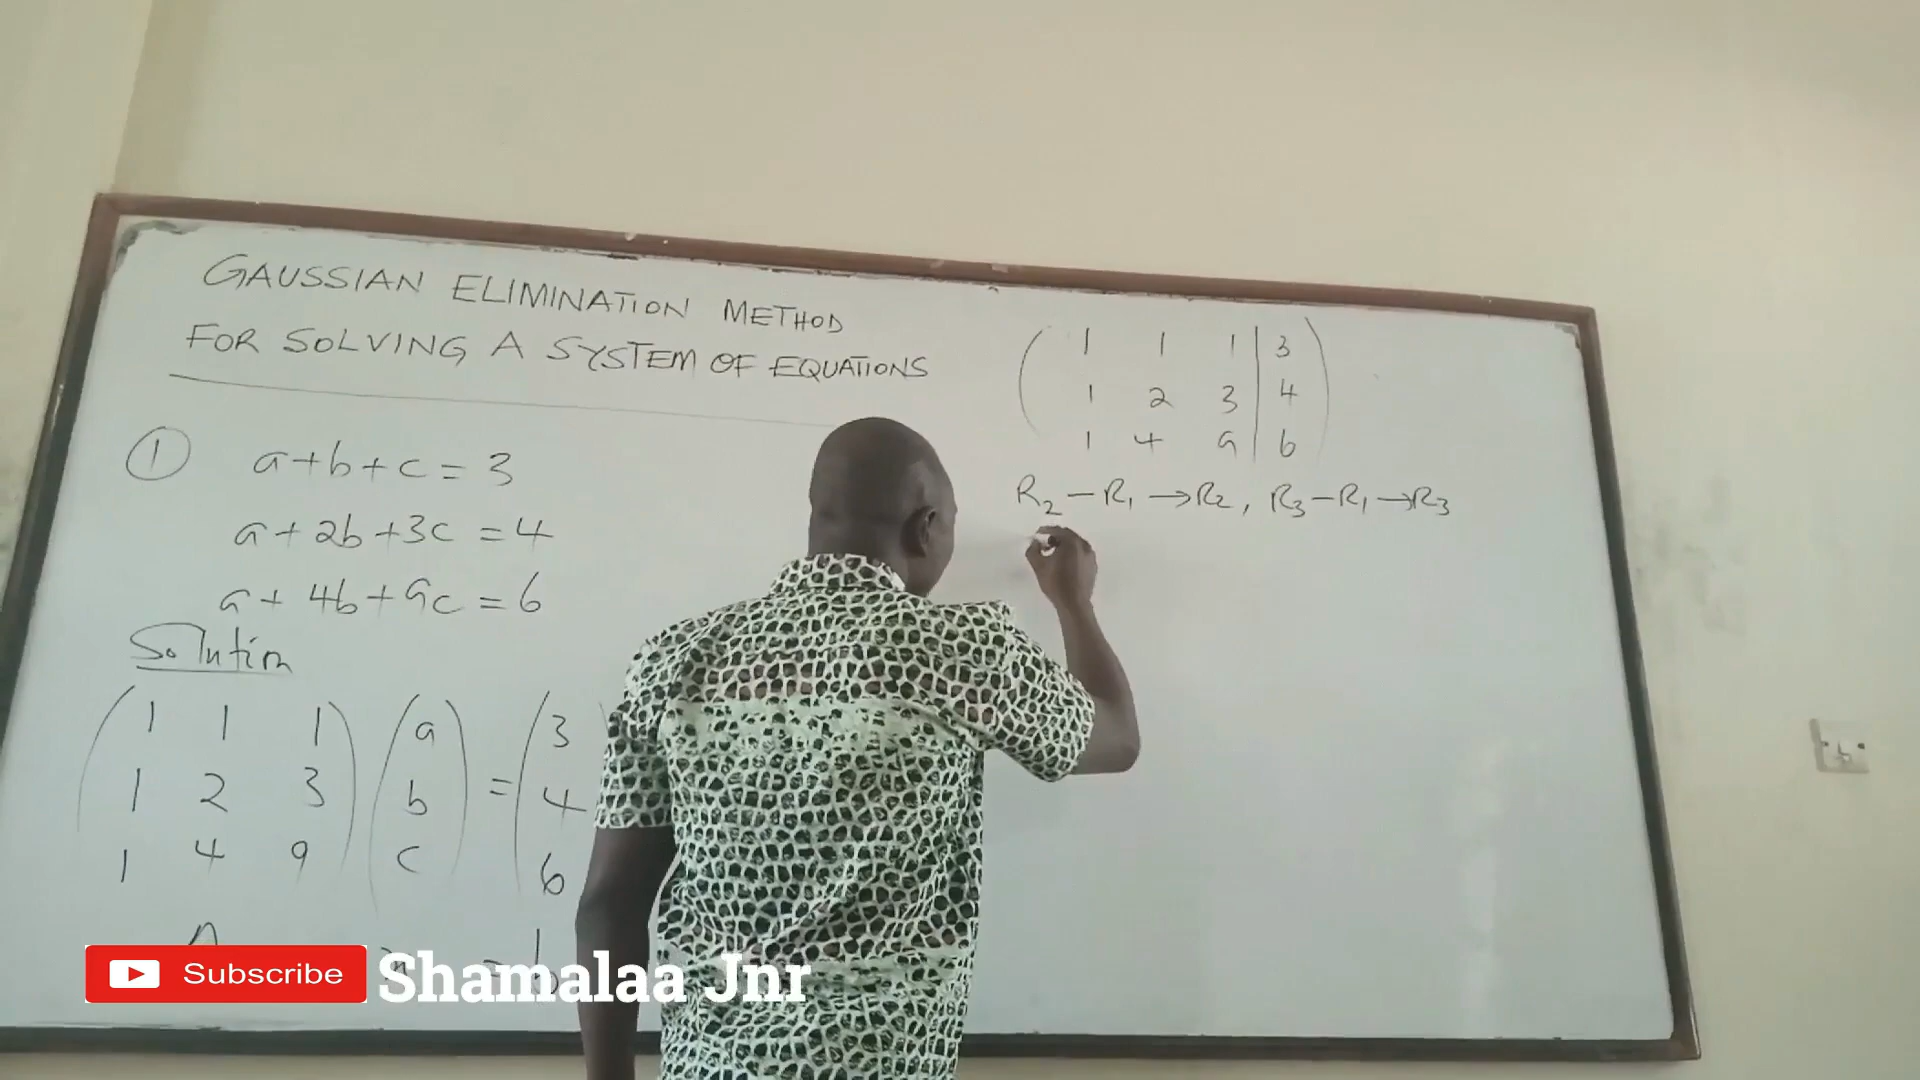 GAUSSIAN ELIMINATION METHOD
FOR SOLVING A SYSTEM OF EQUATIONS
① a+b+c = 3
a + 2b + 3c = 4
a + 4b + 9c = 6
Solution
1 1 1 a = 3
1 2 3 b 4
1 4 9 c 6
= b
1 1 1 | 3
1 2 3 | 4
1 4 9 | 6
R2 − R1 → R2, R3 − R1 → R3
Subscribe Shamalaa Jnr